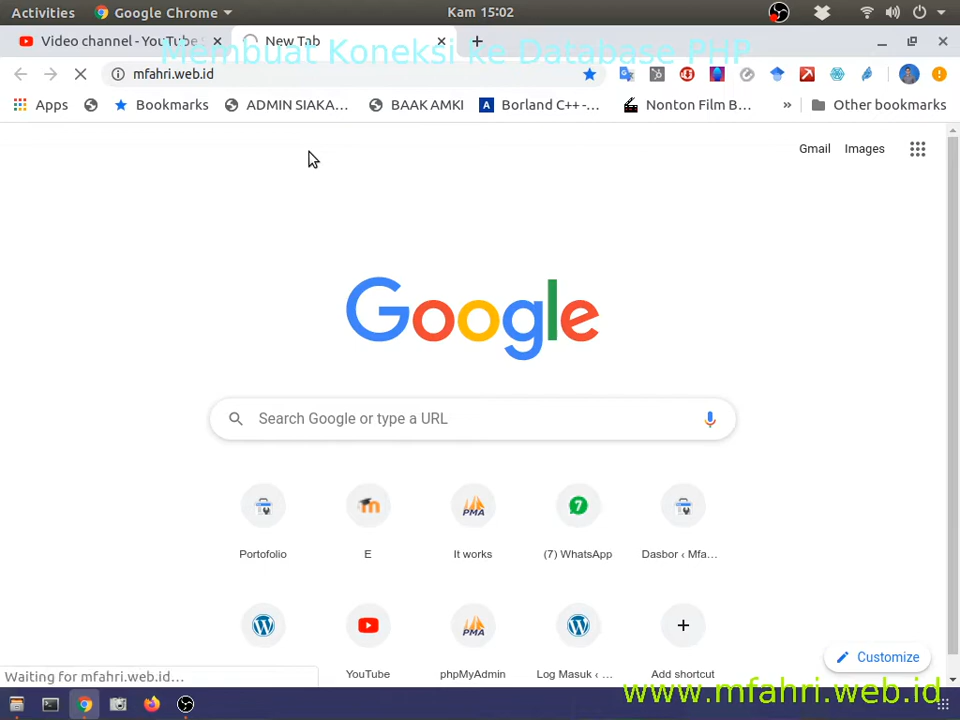 Activities Google Chrome Kam 15:02
Video channel - YouTube New Tab
Membuat Koneksi ke Database PHP
mfahri.web.id
Apps Bookmarks ADMIN SIAKA... BAAK AMKI Borland C++ -... Nonton Film B... » Other bookmarks
Gmail Images
Google
Search Google or type a URL
PMA 7
Portofolio E It works (7) WhatsApp Dasbor ‹ Mfa...
PMA
YouTube phpMyAdmin Log Masuk ‹ ... Add shortcut
Customize
Waiting for mfahri.web.id...
www.mfahri.web.id